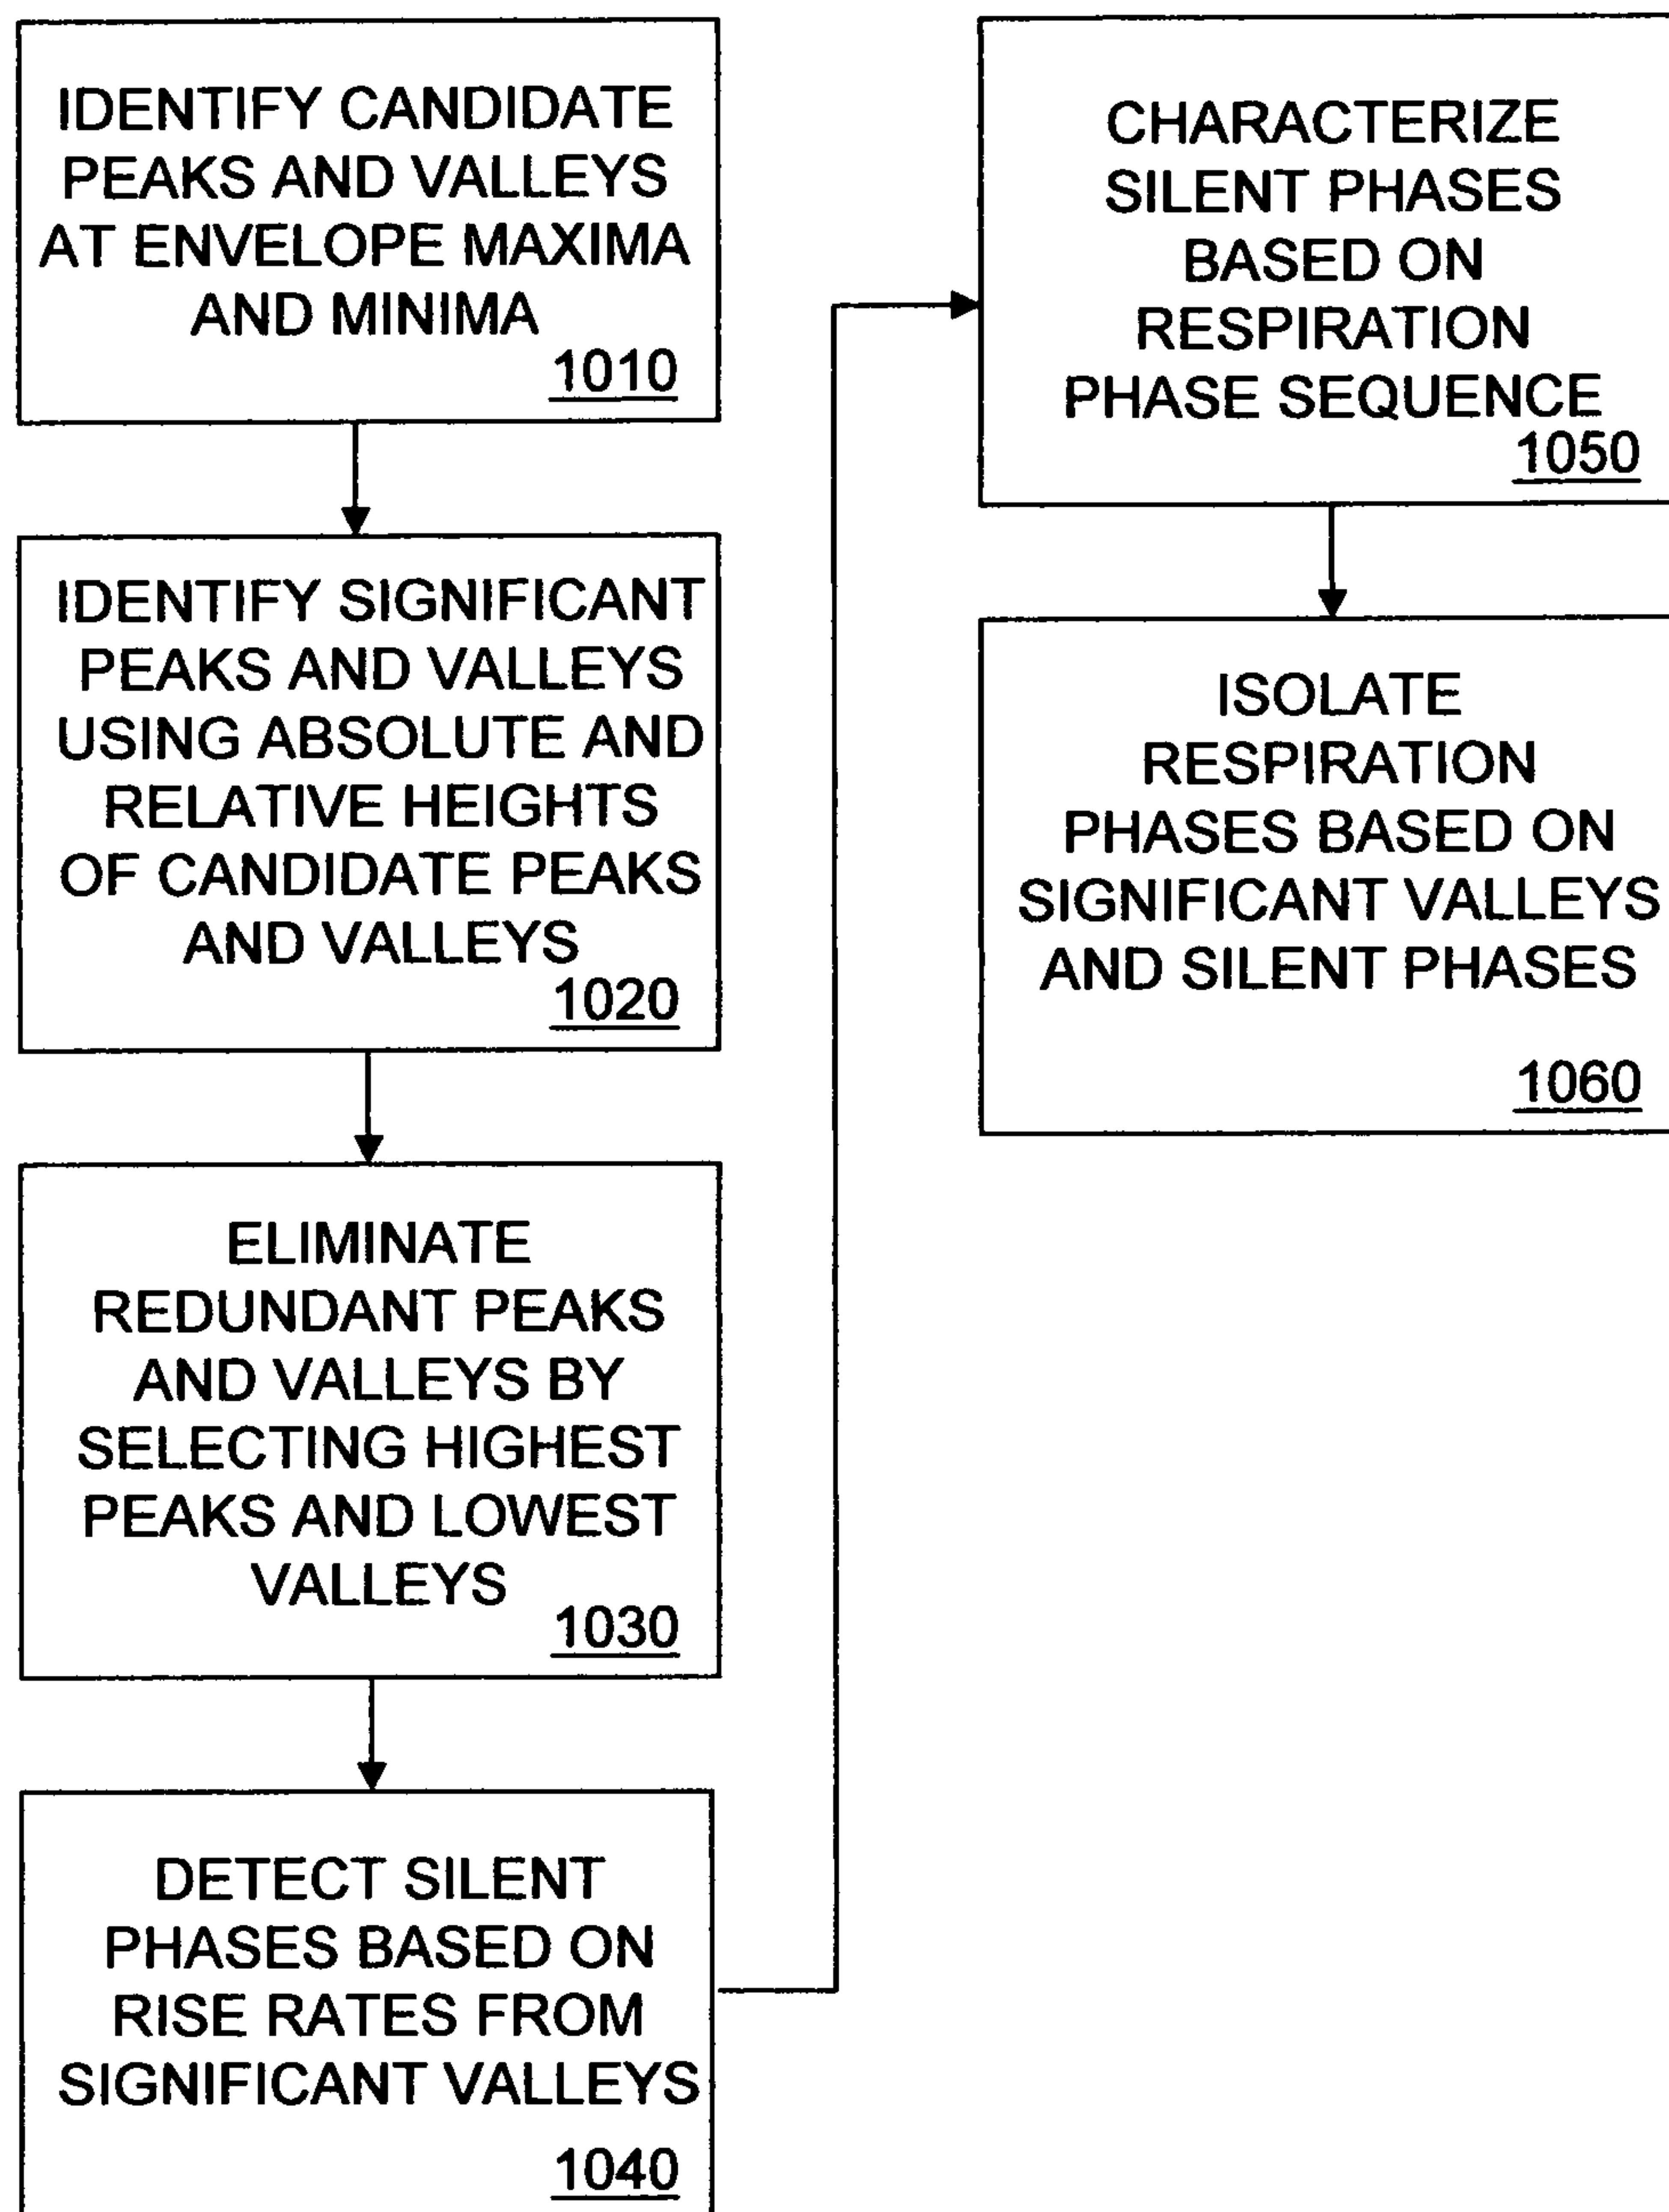 IDENTIFY CANDIDATE
PEAKS AND VALLEYS
AT ENVELOPE MAXIMA
AND MINIMA
1010
IDENTIFY SIGNIFICANT
PEAKS AND VALLEYS
USING ABSOLUTE AND
RELATIVE HEIGHTS
OF CANDIDATE PEAKS
AND VALLEYS
1020
ELIMINATE
REDUNDANT PEAKS
AND VALLEYS BY
SELECTING HIGHEST
PEAKS AND LOWEST
VALLEYS
1030
DETECT SILENT
PHASES BASED ON
RISE RATES FROM
SIGNIFICANT VALLEYS
1040
CHARACTERIZE
SILENT PHASES
BASED ON
RESPIRATION
PHASE SEQUENCE
1050
ISOLATE
RESPIRATION
PHASES BASED ON
SIGNIFICANT VALLEYS
AND SILENT PHASES
1060